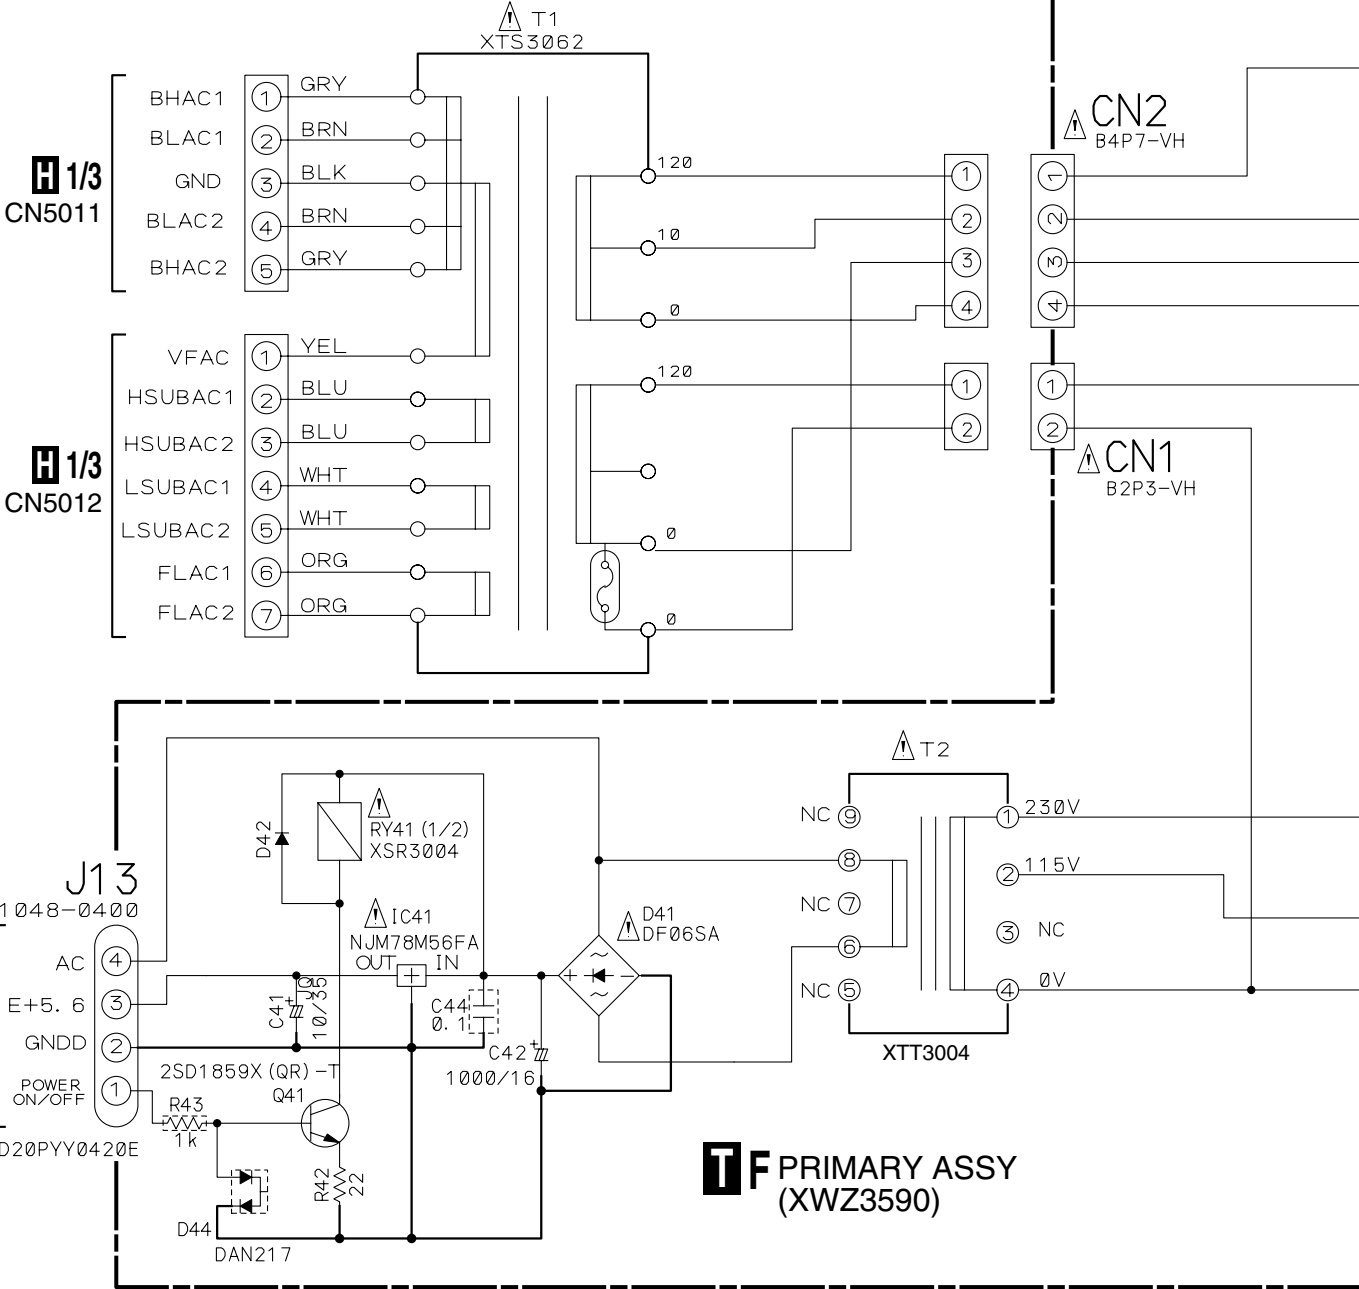 T1
XTS3062
BHAC1 1 GRY
BLAC1 2 BRN
GND 3 BLK
BLAC2 4 BRN
BHAC2 5 GRY
H 1/3
CN5011
VFAC 1 YEL
HSUBAC1 2 BLU
HSUBAC2 3 BLU
LSUBAC1 4 WHT
LSUBAC2 5 WHT
FLAC1 6 ORG
FLAC2 7 ORG
H 1/3
CN5012
120
10
0
120
0
0
1
2
3
4
1
2
CN2
B4P7-VH
1
2
3
4
1
2
CN1
B2P3-VH
T2
NC 9
8
NC 7
6
NC 5
1 230V
2 115V
3 NC
4 0V
XTT3004
D42
RY41 (1/2)
XSR3004
J13
1048-0400
AC 4
E+5. 6 3
GNDD 2
POWER
ON/OFF 1
D20PYY0420E
IC41
NJM78M56FA
OUT IN
C41
JQ
10/35
C44
0. 1
C42
1000/16
D41
DF06SA
2SD1859X (QR) -T
Q41
R43
1k
R42
22
D44
DAN217
T F PRIMARY ASSY
(XWZ3590)